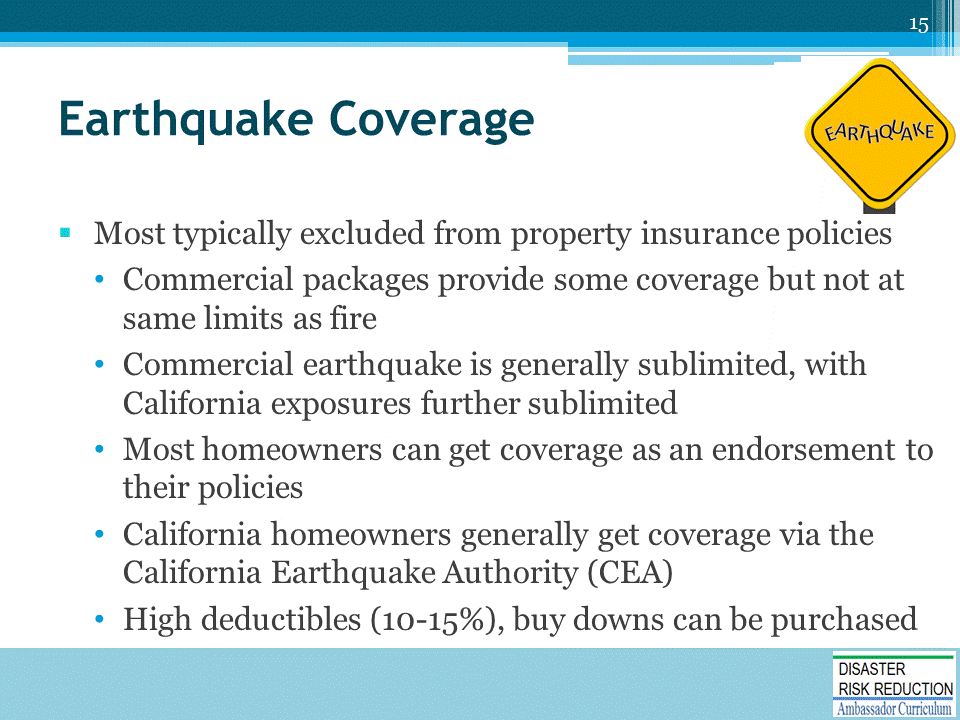 15
Earthquake Coverage
EARTHQUAKE
▪ Most typically excluded from property insurance policies
• Commercial packages provide some coverage but not at
same limits as fire
• Commercial earthquake is generally sublimited, with
California exposures further sublimited
• Most homeowners can get coverage as an endorsement to
their policies
• California homeowners generally get coverage via the
California Earthquake Authority (CEA)
• High deductibles (10-15%), buy downs can be purchased
DISASTER
RISK REDUCTION
Ambassador Curriculum